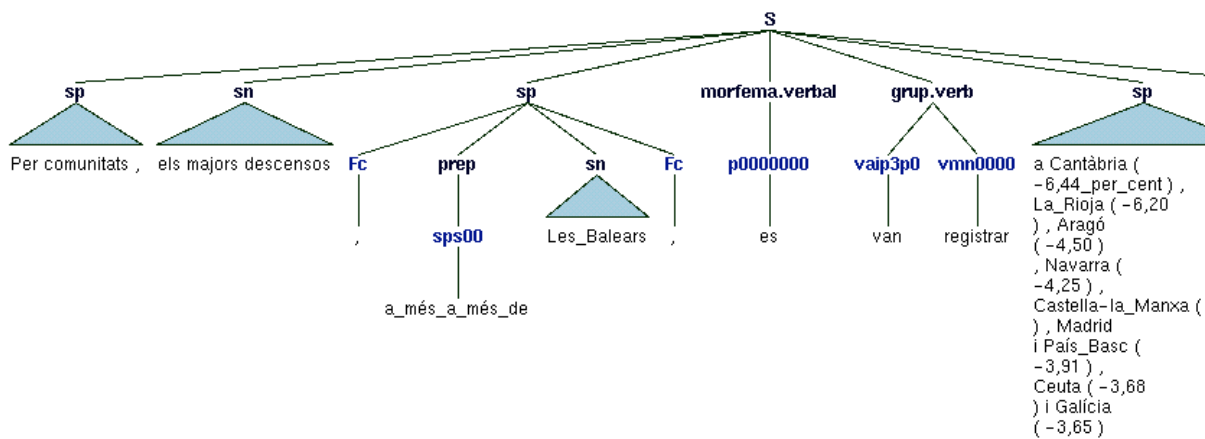 S
sp sn sp morfema.verbal grup.verb sp
Per comunitats , els majors descensos Fc prep sn Fc p0000000 vaip3p0 vmn0000 a Cantàbria (
-6,44_per_cent ) ,
La_Rioja ( -6,20
) , Aragó
( -4,50 )
, Navarra (
-4,25 ) ,
Castella-la_Manxa (
) , Madrid
i País_Basc (
-3,91 ) ,
Ceuta ( -3,68
) i Galícia
( -3,65 )
, sps00 Les_Balears , es van registrar
a_més_a_més_de